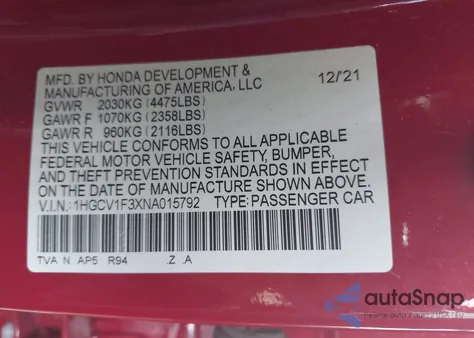 MFD. BY HONDA DEVELOPMENT &
MANUFACTURING OF AMERICA, LLC 12/21
GVWR 2030KG (4475LBS)
GAWR F 1070KG (2358LBS)
GAWR R 960KG (2116LBS)
THIS VEHICLE CONFORMS TO ALL APPLICABLE
FEDERAL MOTOR VEHICLE SAFETY, BUMPER,
AND THEFT PREVENTION STANDARDS IN EFFECT
ON THE DATE OF MANUFACTURE SHOWN ABOVE.
V.I.N.: 1HGCV1F3XNA015792 TYPE: PASSENGER CAR
TVA N AP5 R94 .Z .A
autoSnap